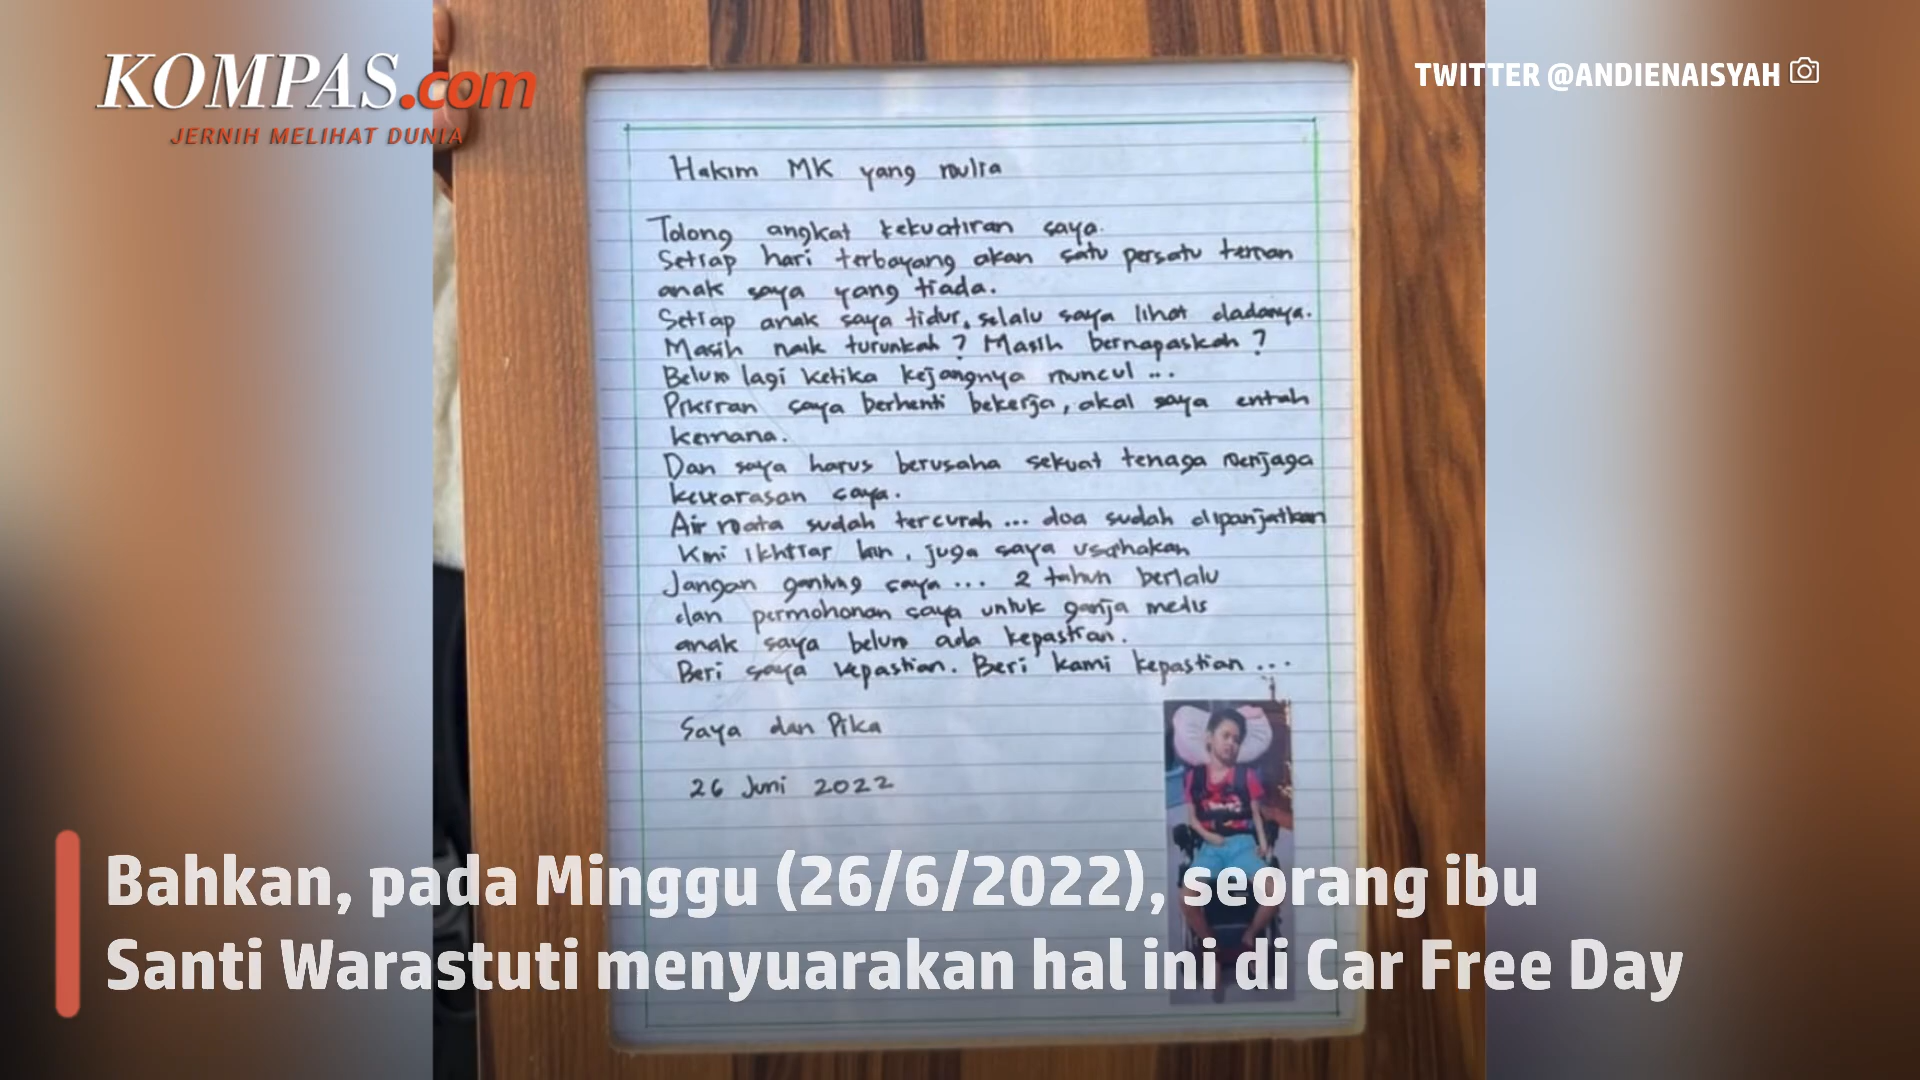 KOMPAS.com
JERNIH MELIHAT DUNIA
TWITTER @ANDIENAISYAH
Hakim MK yang mulia
Tolong angkat kekuatiran saya.
Setiap hari terbayang akan satu persatu teman
anak saya yang tiada.
Setiap anak saya tidur, selalu saya lihat dadanya.
Masih naik turunkah? Masih bernapaskah?
Belum lagi ketika kejangnya muncul...
Pikiran saya berhenti bekerja, akal saya entah
kemana.
Dan saya harus berusaha sekuat tenaga menjaga
kewarasan saya.
Air mata sudah tercurah... doa sudah dipanjatkan
Kini ikhtiar lain, juga saya usahakan
Jangan gantung saya... 2 tahun berlalu
dan permohonan saya untuk ganja medis
anak saya belum ada kepastian.
Beri saya kepastian. Beri kami kepastian...
Saya dan Pika
26 Juni 2022
Bahkan, pada Minggu (26/6/2022), seorang ibu
Santi Warastuti menyuarakan hal ini di Car Free Day